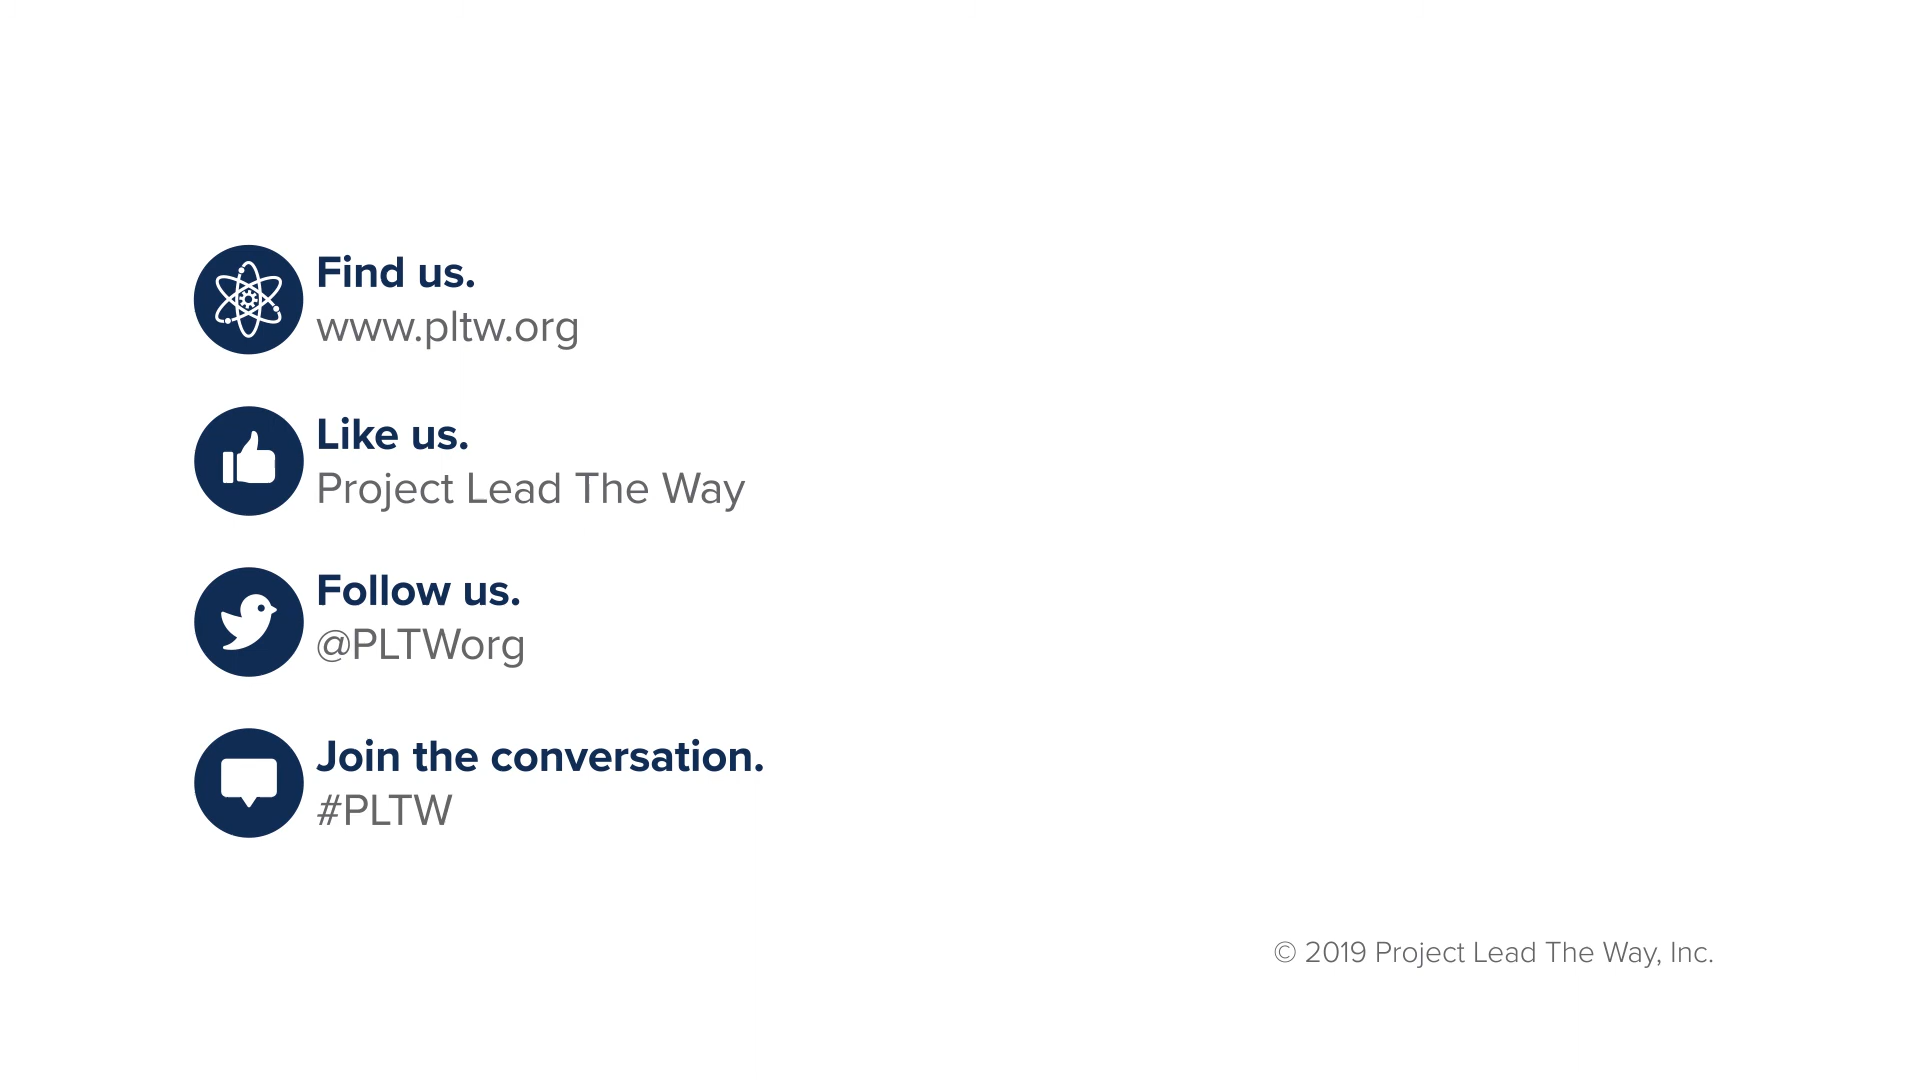 Find us.
www.pltw.org
Like us.
Project Lead The Way
Follow us.
@PLTWorg
Join the conversation.
#PLTW
© 2019 Project Lead The Way, Inc.